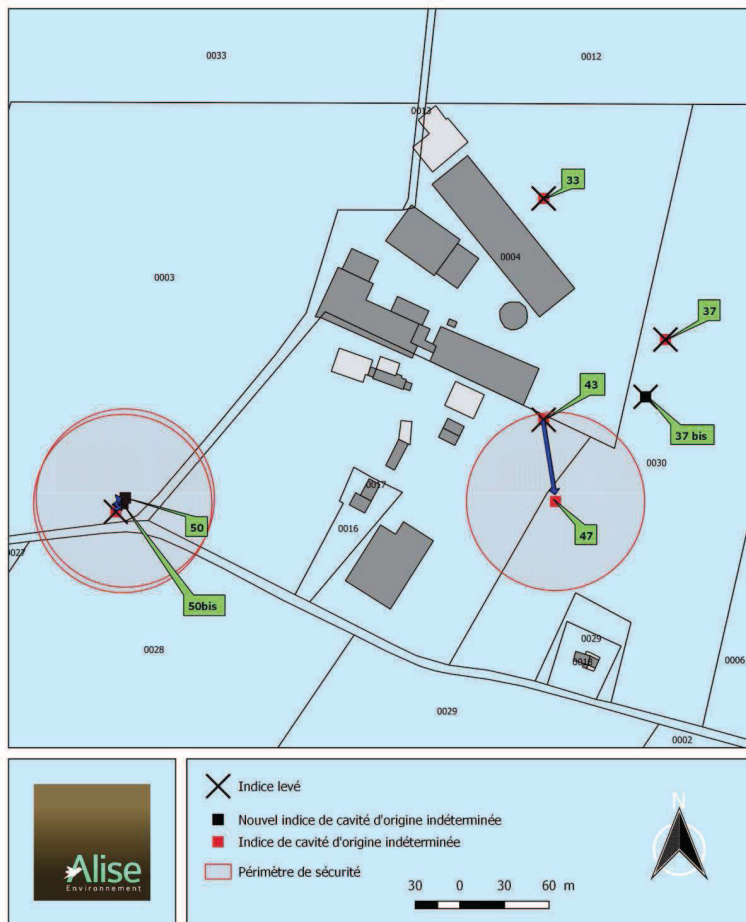 0033
0012
0013
33
0003
0004
37
43
37 bis
0030
0017
50
0016
47
0027
50bis
0028
0029
0018
0006
0029
0002
Alise
Environnement
Indice levé
Nouvel indice de cavité d'origine indéterminée
Indice de cavité d'origine indéterminée
Périmètre de sécurité
30 0 30 60 m
N